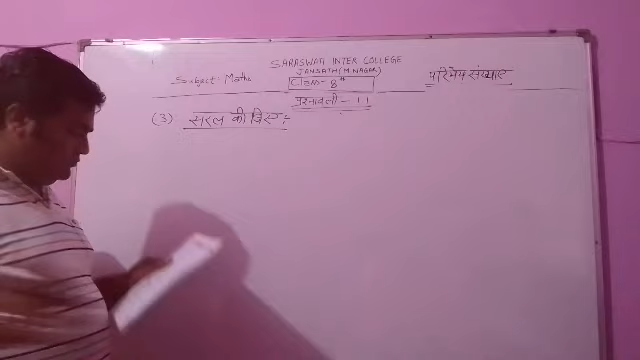 SARASWATI INTER COLLEGE
JANSATH (M.NAGAR)
Subject- Maths
Class- 8th
परिमेय संख्याएं
प्रश्नावली - 1.1
(3) सरल कीजिए :-